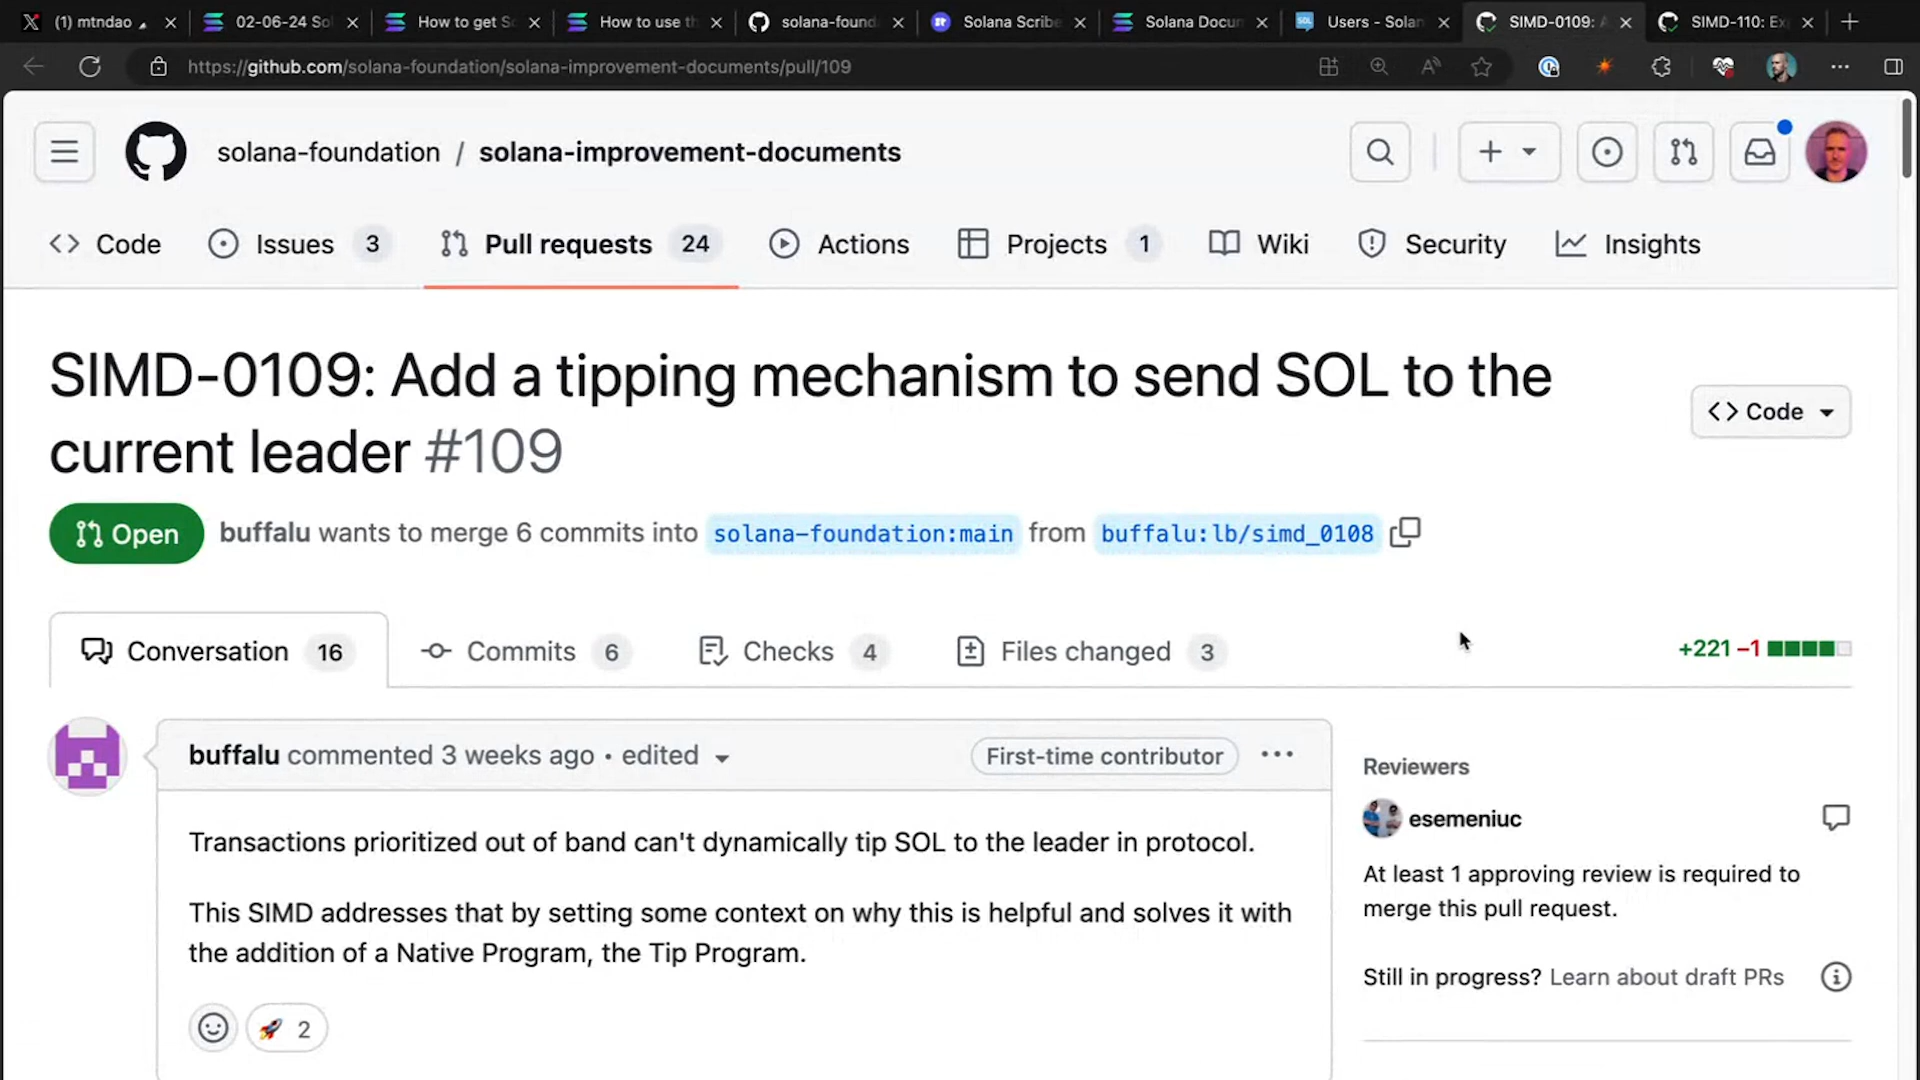 (1) mtndao
02-06-24 Sol
How to get So
How to use th
solana-found
Solana Scribe
Solana Docum
SOL
Users - Solan
SIMD-0109: A
SIMD-110: Ex
https://github.com/solana-foundation/solana-improvement-documents/pull/109
solana-foundation / solana-improvement-documents
Code Issues 3 Pull requests 24 Actions Projects 1 Wiki Security Insights
SIMD-0109: Add a tipping mechanism to send SOL to the
current leader #109
Code
Open buffalu wants to merge 6 commits into solana-foundation:main from buffalu:lb/simd_0108
Conversation 16 Commits 6 Checks 4 Files changed 3
+221 −1
buffalu commented 3 weeks ago • edited First-time contributor ...
Transactions prioritized out of band can't dynamically tip SOL to the leader in protocol.
This SIMD addresses that by setting some context on why this is helpful and solves it with
the addition of a Native Program, the Tip Program.
2
Reviewers
esemeniuc
At least 1 approving review is required to
merge this pull request.
Still in progress? Learn about draft PRs